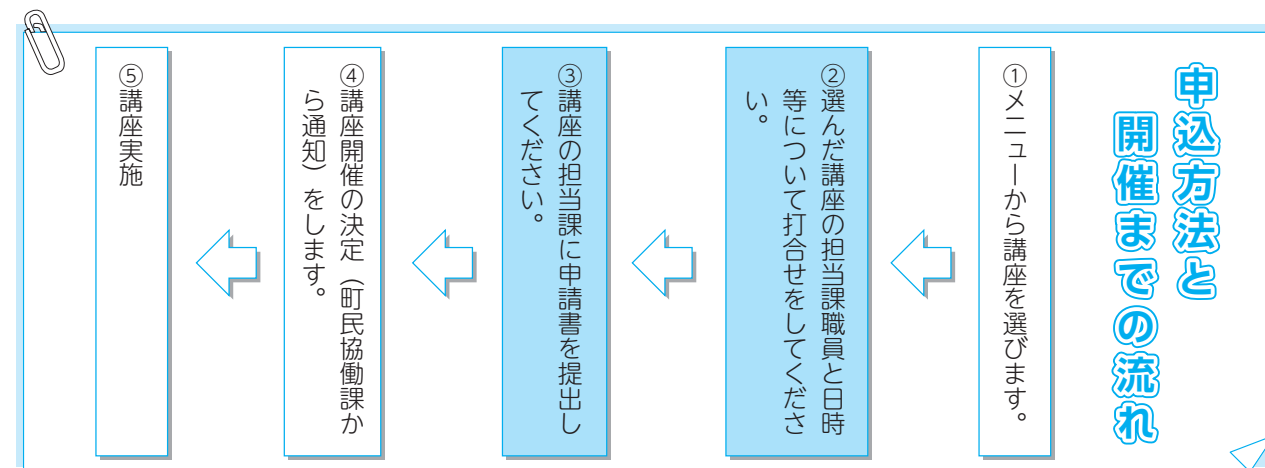 申込方法と
開催までの流れ
①メニューから講座を選びます。
②選んだ講座の担当課職員と日時
等について打合せをしてくださ
い。
③講座の担当課に申請書を提出し
てください。
④講座開催の決定（町民協働課か
ら通知）をします。
⑤講座実施